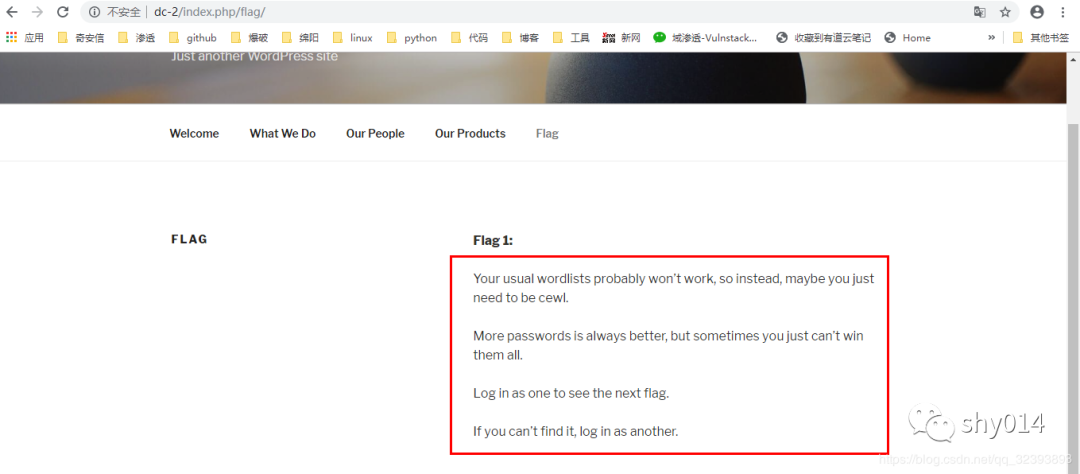 不安全 | dc-2/index.php/flag/
应用 奇安信 渗透 github 爆破 绵阳 linux python 代码 博客 工具 新网 域渗透-Vulnstack... 收藏到有道云笔记 Home » 其他书签
Just another WordPress site
Welcome What We Do Our People Our Products Flag
FLAG
Flag 1:
Your usual wordlists probably won't work, so instead, maybe you just
need to be cewl.
More passwords is always better, but sometimes you just can't win
them all.
Log in as one to see the next flag.
If you can't find it, log in as another.
shy014
https://blog.csdn.net/qq_32393893